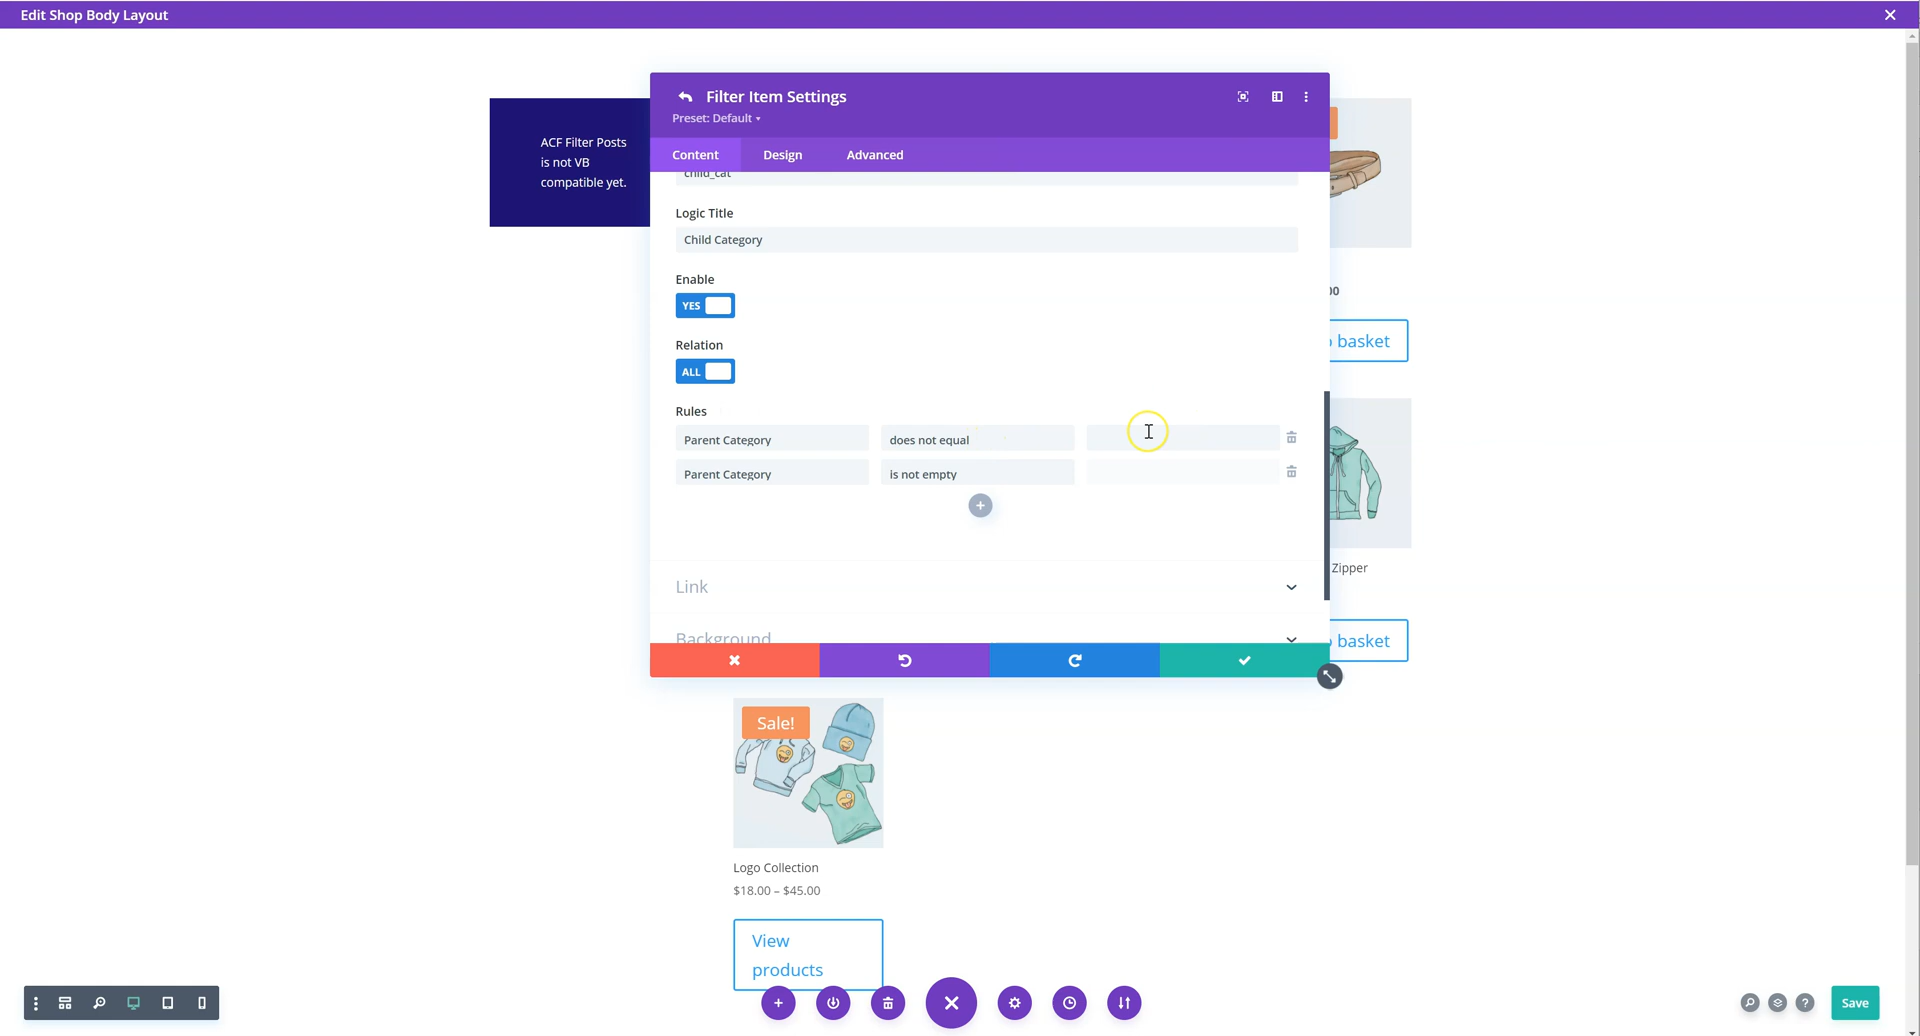 Edit Shop Body Layout
Filter Item Settings
Preset: Default
Content
Design
Advanced
ACF Filter Posts
is not VB
compatible yet.
child_cat
Logic Title
Child Category
Enable
YES
Relation
ALL
Rules
Parent Category
does not equal
Parent Category
is not empty
Link
Background
00
basket
Zipper
basket
Sale!
Logo Collection
$18.00 – $45.00
View
products
Save